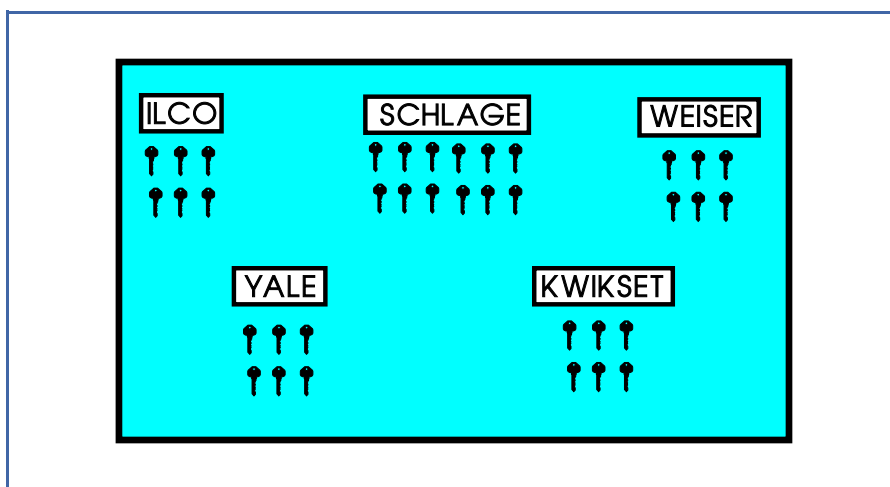 ILCO
SCHLAGE
WEISER
YALE
KWIKSET